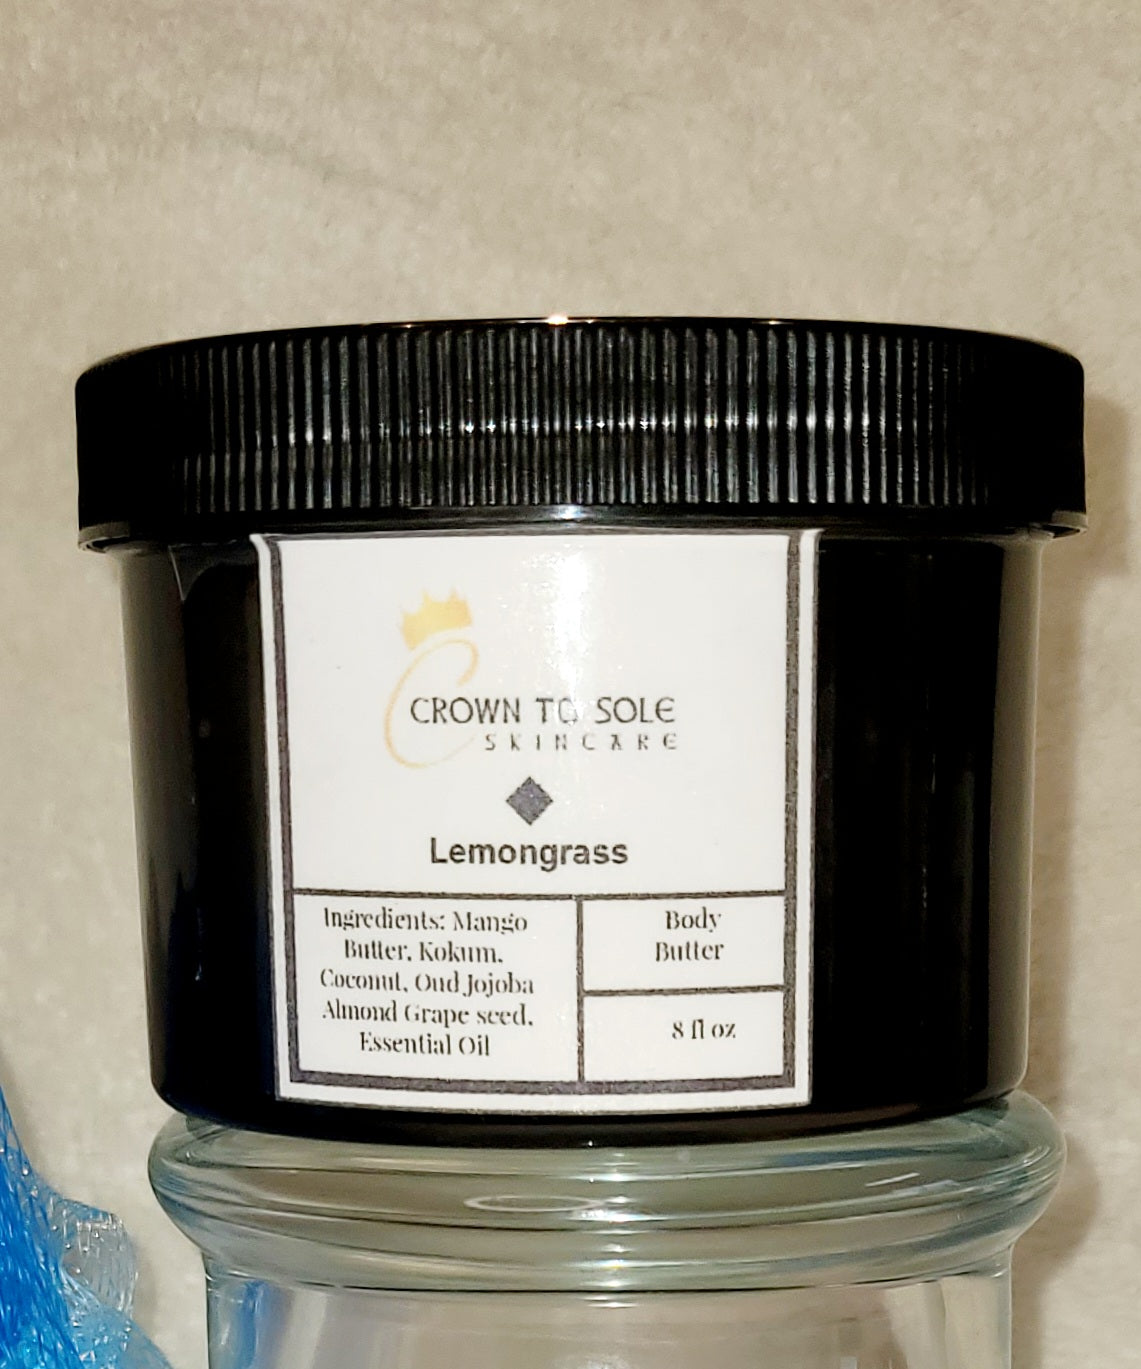 CROWN TO SOLE
SKINCARE
Lemongrass
Ingredients: Mango
Butter, Kokum,
Coconut, Oud Jojoba
Almond Grape seed,
Essential Oil
Body
Butter
8 fl oz